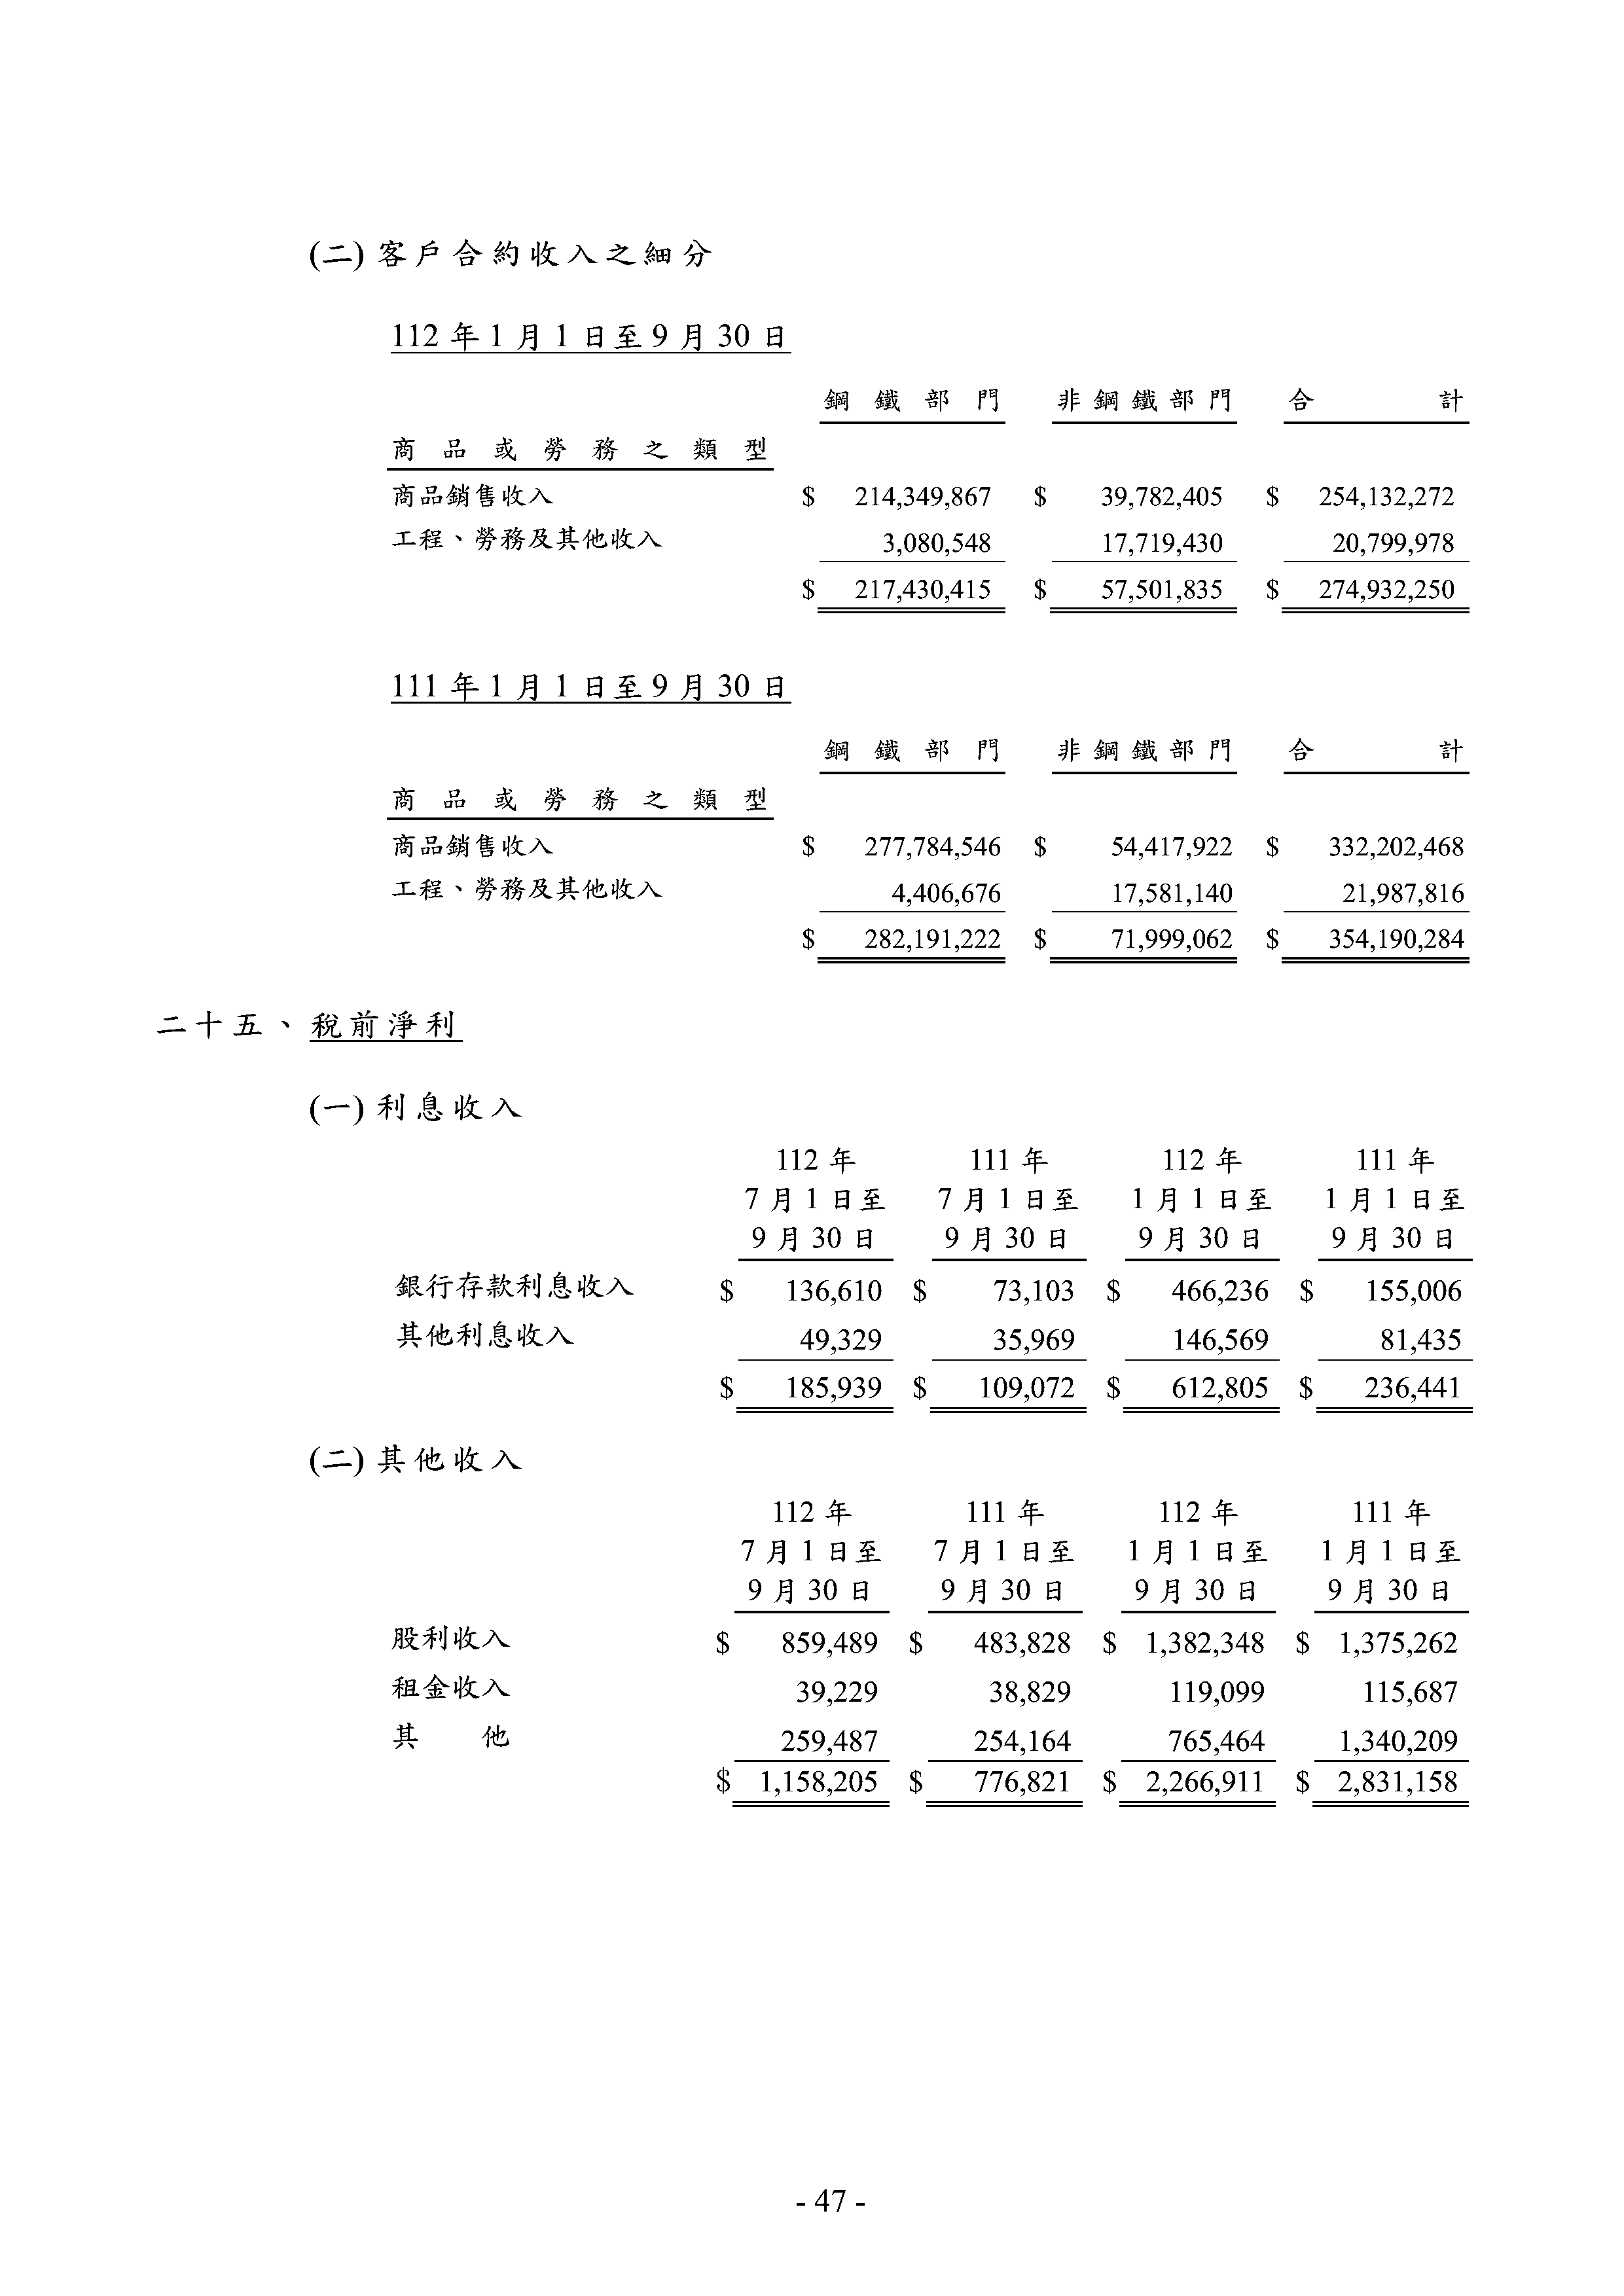 (二) 客戶合約收入之細分
112 年 1 月 1 日至 9 月 30 日
鋼鐵部門 非鋼鐵部門 合計
商品或勞務之類型
商品銷售收入 $ 214,349,867 $ 39,782,405 $ 254,132,272
工程、勞務及其他收入 3,080,548 17,719,430 20,799,978
$ 217,430,415 $ 57,501,835 $ 274,932,250
111 年 1 月 1 日至 9 月 30 日
鋼鐵部門 非鋼鐵部門 合計
商品或勞務之類型
商品銷售收入 $ 277,784,546 $ 54,417,922 $ 332,202,468
工程、勞務及其他收入 4,406,676 17,581,140 21,987,816
$ 282,191,222 $ 71,999,062 $ 354,190,284
二十五、稅前淨利
(一) 利息收入
112 年 111 年 112 年 111 年
7 月 1 日至 7 月 1 日至 1 月 1 日至 1 月 1 日至
9 月 30 日 9 月 30 日 9 月 30 日 9 月 30 日
銀行存款利息收入 $ 136,610 $ 73,103 $ 466,236 $ 155,006
其他利息收入 49,329 35,969 146,569 81,435
$ 185,939 $ 109,072 $ 612,805 $ 236,441
(二) 其他收入
112 年 111 年 112 年 111 年
7 月 1 日至 7 月 1 日至 1 月 1 日至 1 月 1 日至
9 月 30 日 9 月 30 日 9 月 30 日 9 月 30 日
股利收入 $ 859,489 $ 483,828 $ 1,382,348 $ 1,375,262
租金收入 39,229 38,829 119,099 115,687
其他 259,487 254,164 765,464 1,340,209
$ 1,158,205 $ 776,821 $ 2,266,911 $ 2,831,158
- 47 -